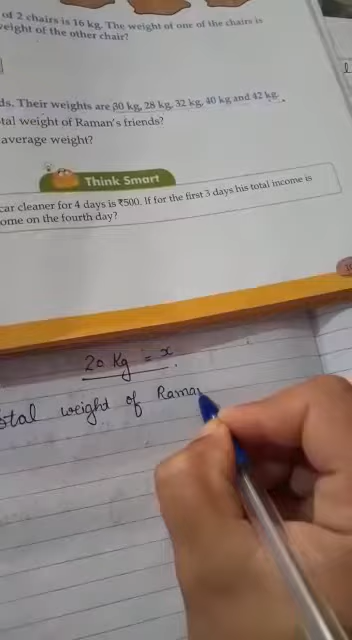 of 2 chairs is 16 kg. The weight of one of the chairs is
weight of the other chair?
ds. Their weights are 30 kg, 28 kg, 32 kg, 40 kg and 42 kg.
tal weight of Raman's friends?
average weight?
Think Smart
car cleaner for 4 days is ₹500. If for the first 3 days his total income is
ome on the fourth day?
20 Kg = x
otal weight of Raman